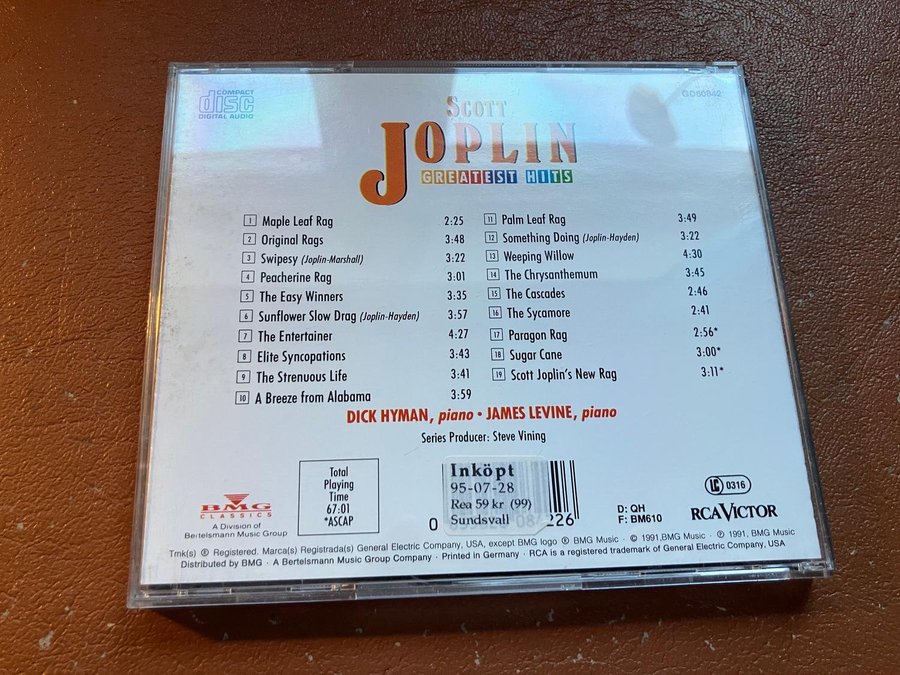 COMPACT
disc
DIGITAL AUDIO
GD60842
SCOTT
JOPLIN
GREATEST HITS
1 Maple Leaf Rag 2:25
2 Original Rags 3:48
3 Swipesy (Joplin-Marshall) 3:22
4 Peacherine Rag 3:01
5 The Easy Winners 3:35
6 Sunflower Slow Drag (Joplin-Hayden) 3:57
7 The Entertainer 4:27
8 Elite Syncopations 3:43
9 The Strenuous Life 3:41
10 A Breeze from Alabama 3:59
11 Palm Leaf Rag 3:49
12 Something Doing (Joplin-Hayden) 3:22
13 Weeping Willow 4:30
14 The Chrysanthemum 3:45
15 The Cascades 2:46
16 The Sycamore 2:41
17 Paragon Rag 2:56*
18 Sugar Cane 3:00*
19 Scott Joplin's New Rag 3:11*
DICK HYMAN, piano • JAMES LEVINE, piano
Series Producer: Steve Vining
BMG
CLASSICS
A Division of
Bertelsmann Music Group
Total
Playing
Time
67:01
*ASCAP
Inköpt
95-07-28
Rea 59 kr (99)
Sundsvall
0
226
D: QH
F: BM610
LC 0316
RCA VICTOR
Tmk(s) ® Registered. Marca(s) Registrada(s) General Electric Company, USA, except BMG logo ® BMG Music · © 1991, BMG Music · ℗ 1991, BMG Music
Distributed by BMG · A Bertelsmann Music Group Company · Printed in Germany · RCA is a registered trademark of General Electric Company, USA